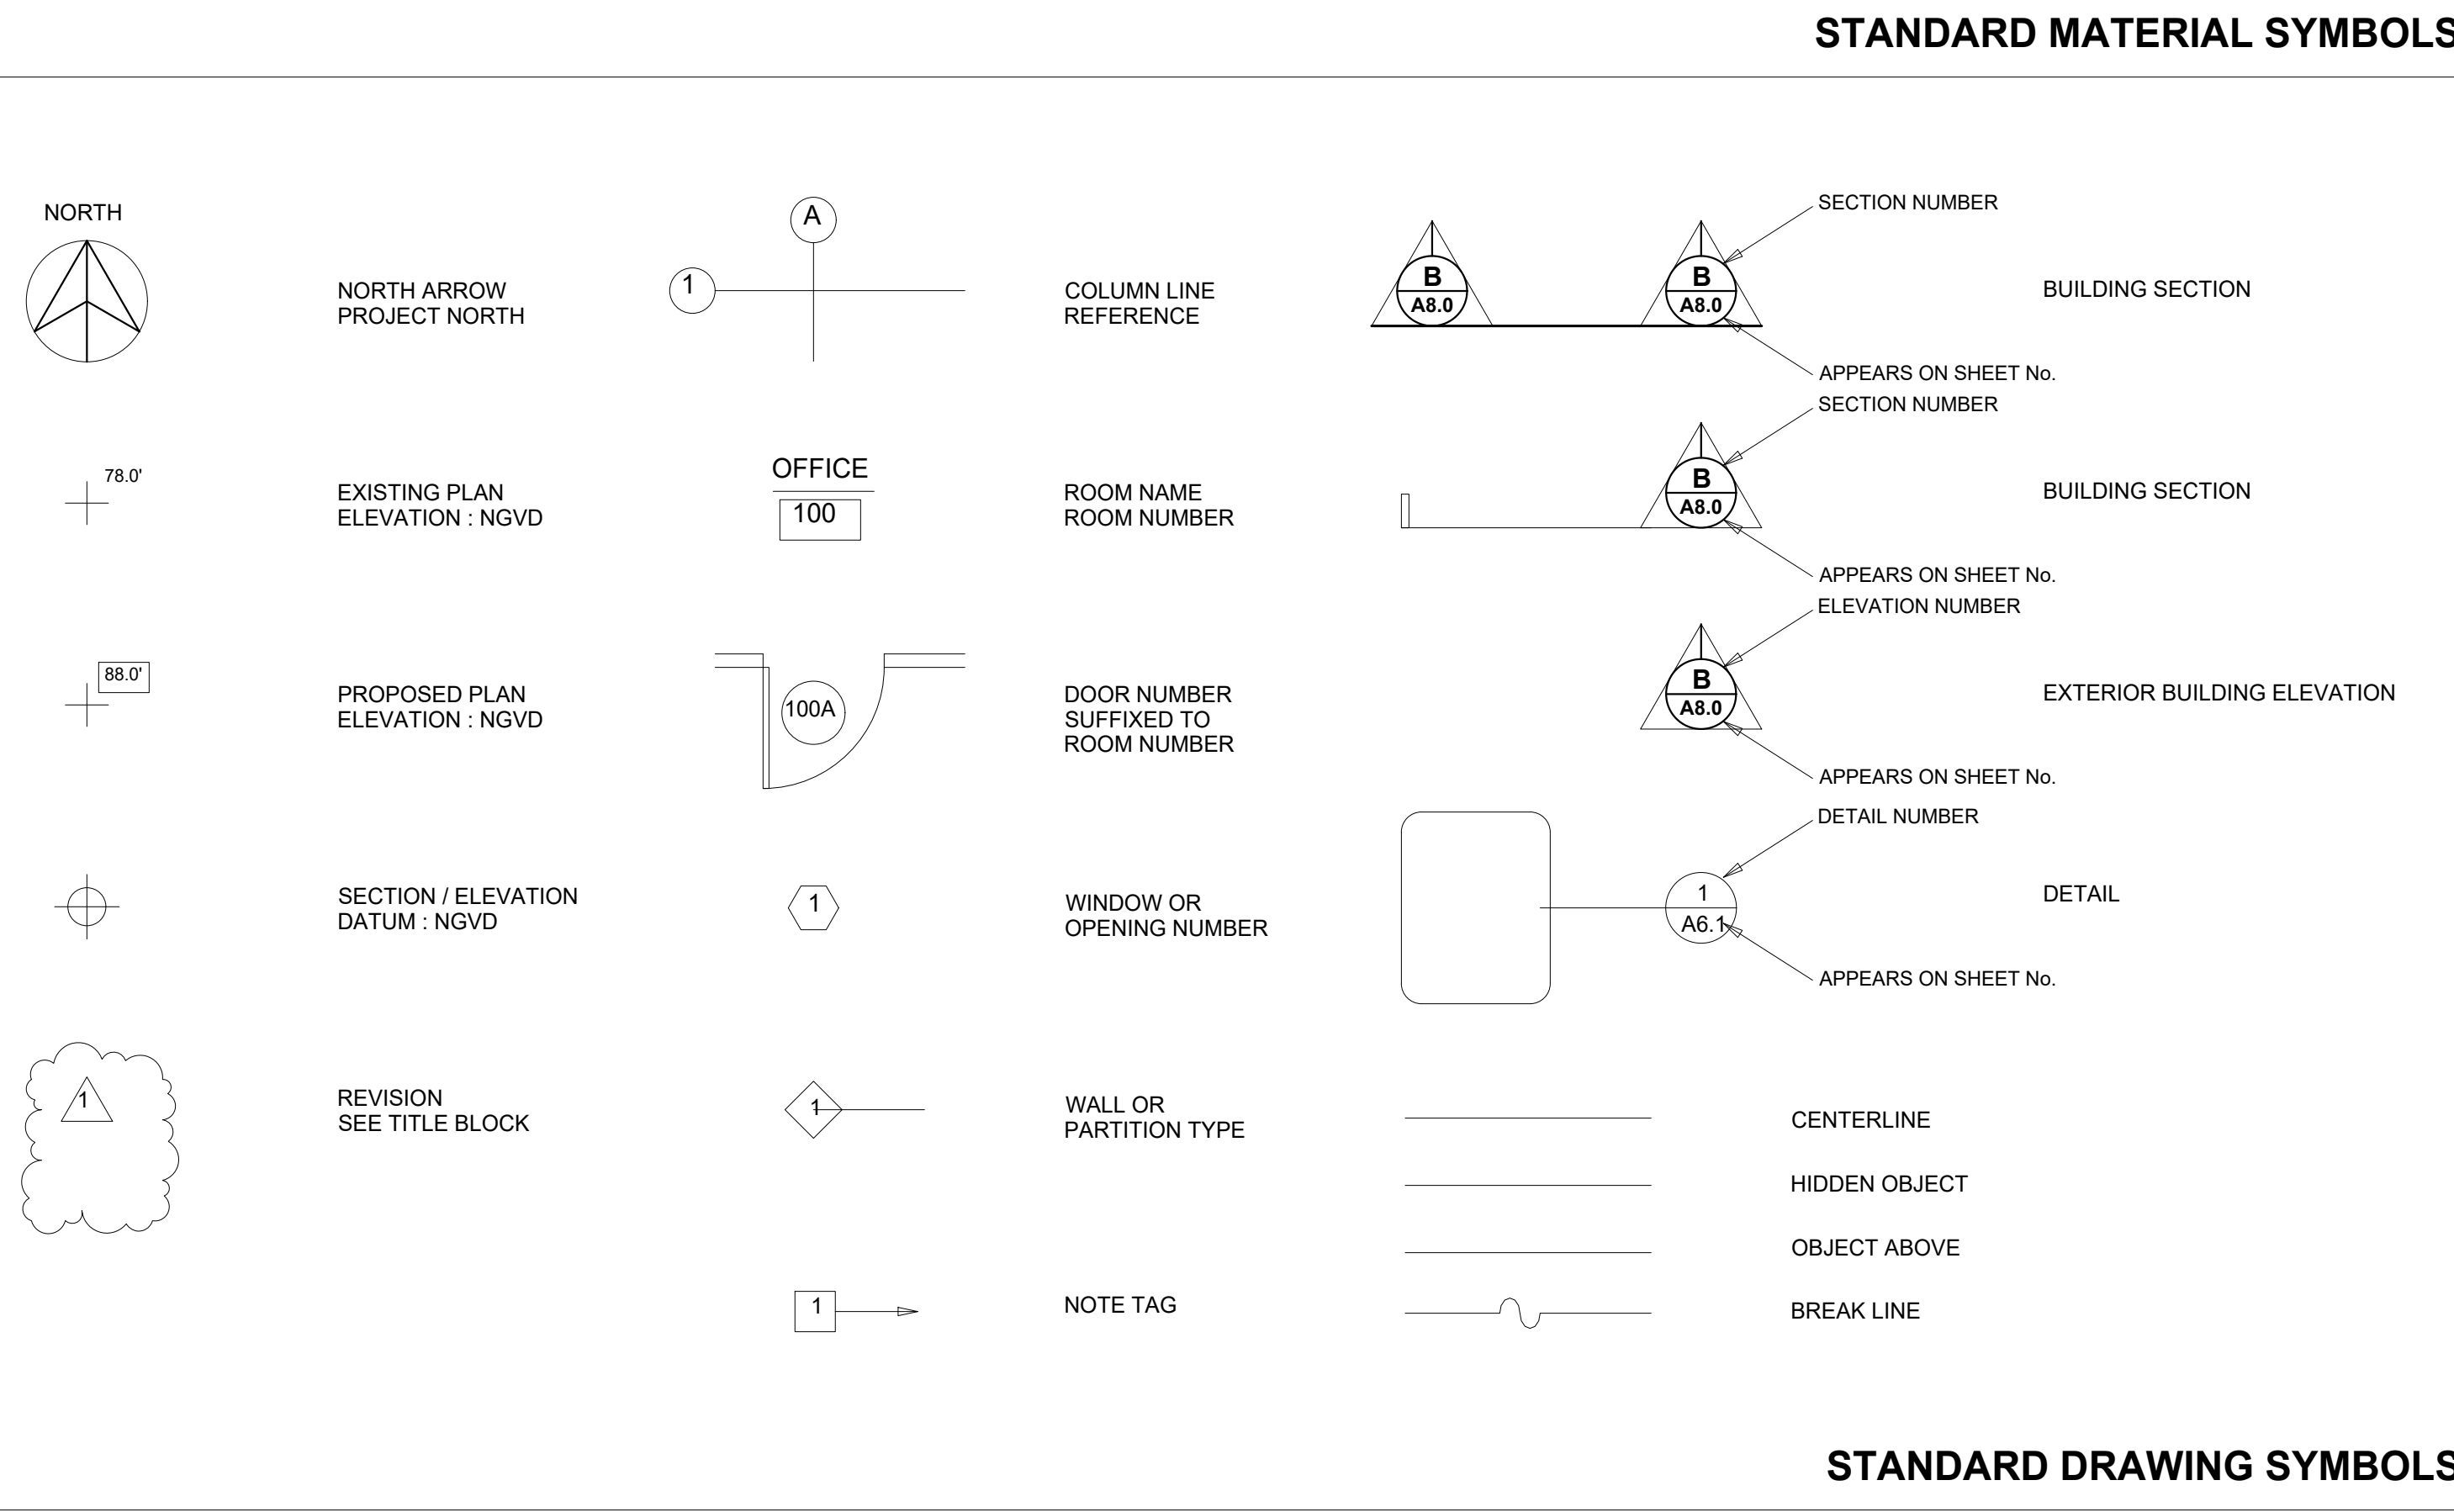 STANDARD MATERIAL SYMBOLS
NORTH
NORTH ARROW
PROJECT NORTH
78.0'
EXISTING PLAN
ELEVATION : NGVD
88.0'
PROPOSED PLAN
ELEVATION : NGVD
SECTION / ELEVATION
DATUM : NGVD
1
REVISION
SEE TITLE BLOCK
A
1
COLUMN LINE
REFERENCE
OFFICE
100
ROOM NAME
ROOM NUMBER
100A
DOOR NUMBER
SUFFIXED TO
ROOM NUMBER
1
WINDOW OR
OPENING NUMBER
1
WALL OR
PARTITION TYPE
1
NOTE TAG
B
A8.0
B
A8.0
SECTION NUMBER
BUILDING SECTION
APPEARS ON SHEET No.
SECTION NUMBER
B
A8.0
BUILDING SECTION
APPEARS ON SHEET No.
ELEVATION NUMBER
B
A8.0
EXTERIOR BUILDING ELEVATION
APPEARS ON SHEET No.
DETAIL NUMBER
1
A6.1
DETAIL
APPEARS ON SHEET No.
CENTERLINE
HIDDEN OBJECT
OBJECT ABOVE
BREAK LINE
STANDARD DRAWING SYMBOLS